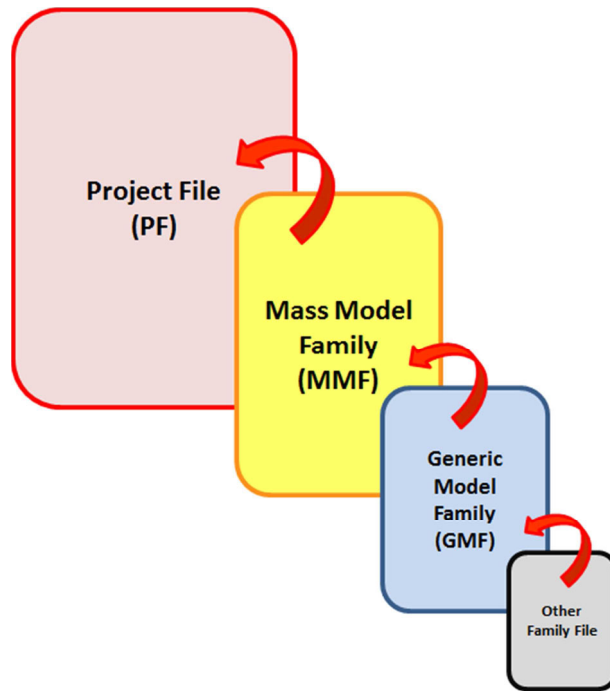 Project File
(PF)
Mass Model
Family
(MMF)
Generic
Model
Family
(GMF)
Other
Family File